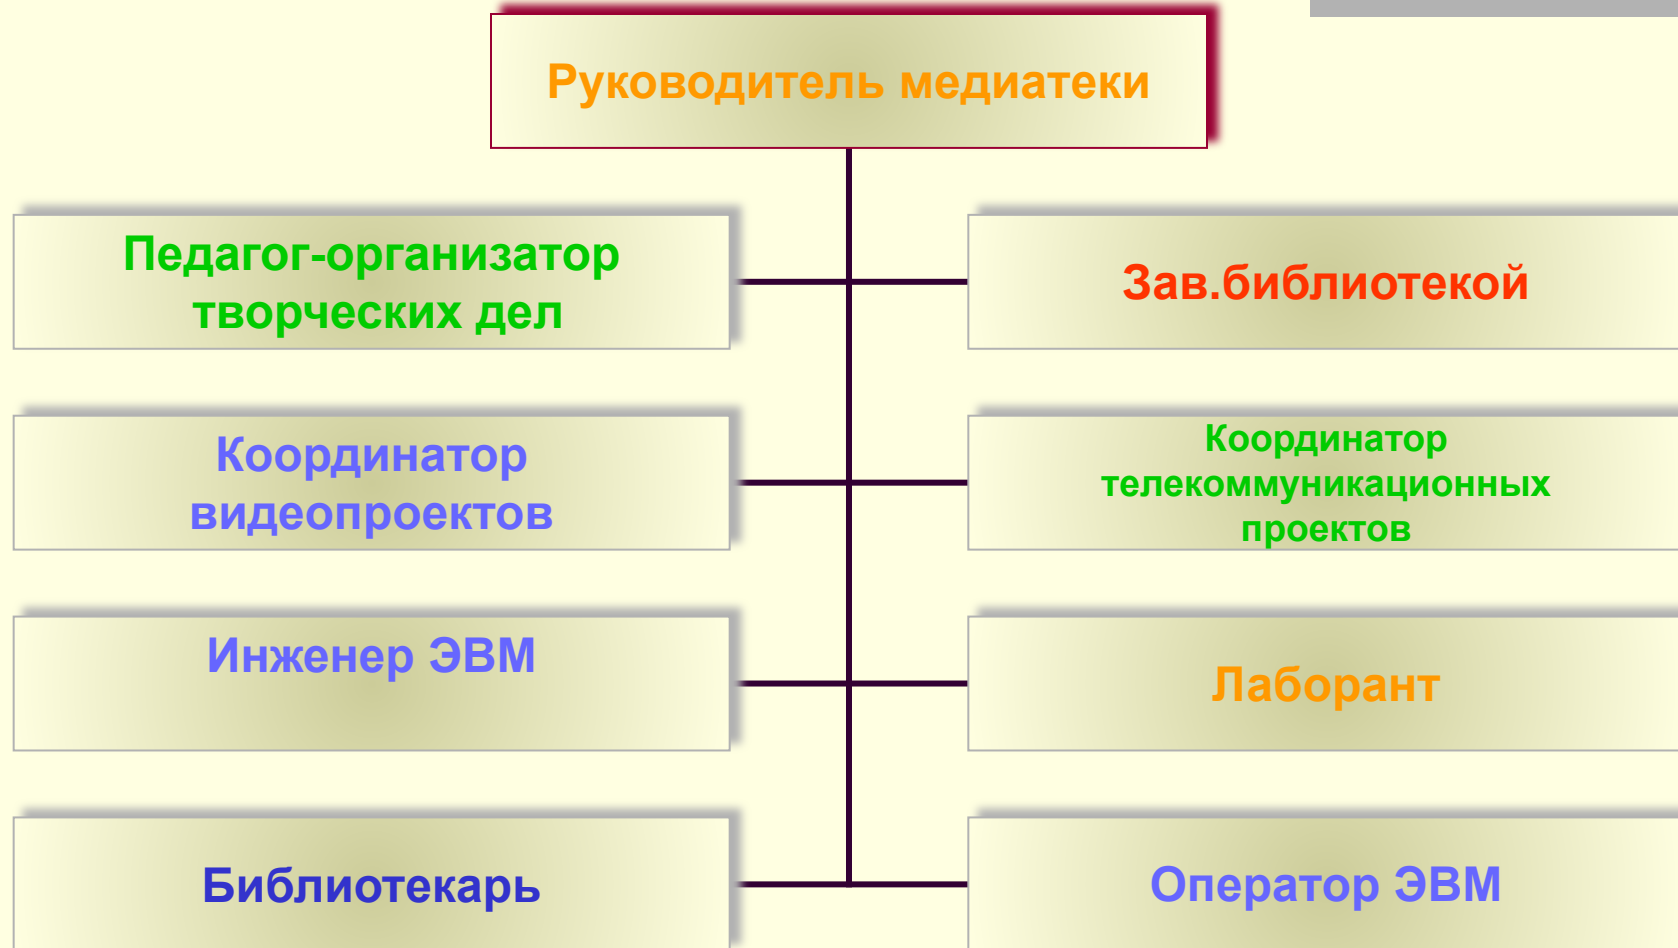 Руководитель медиатеки
Педагог-организатор
творческих дел
Зав.библиотекой
Координатор
видеопроектов
Координатор
телекоммуникационных
проектов
Инженер ЭВМ
Лаборант
Библиотекарь
Оператор ЭВМ